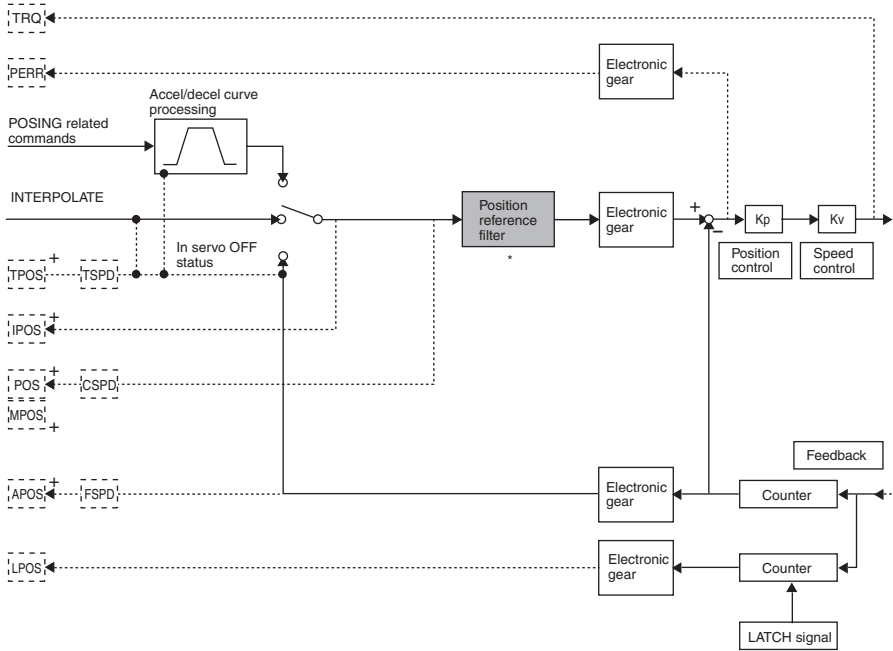 TRQ
PERR
Electronic
gear
Accel/decel curve
processing
POSING related
commands
INTERPOLATE
Position
reference
filter
*
Electronic
gear
+
−
Kp
Kv
Position
control
Speed
control
In servo OFF
status
TPOS
+
TSPD
IPOS
+
POS
+
CSPD
MPOS
+
Feedback
APOS
+
FSPD
Electronic
gear
Counter
LPOS
Electronic
gear
Counter
LATCH signal